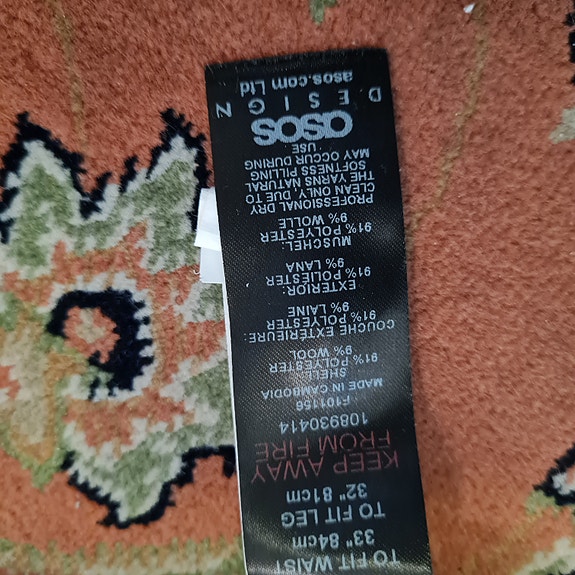 TO FIT WAIST
33" 84cm
TO FIT LEG
32" 81cm
KEEP AWAY
FROM FIRE
108930414
F101156
MADE IN CAMBODIA
SHELL:
91% POLYESTER
9% WOOL
COUCHE EXTÉRIEURE:
91% POLYESTER
9% LAINE
EXTERIOR:
91% POLIÉSTER
9% LANA
MUSCHEL:
91% POLYESTER
9% WOLLE
PROFESSIONAL DRY
CLEAN ONLY, DUE TO
THE YARNS NATURAL
SOFTNESS PILLING
MAY OCCUR DURING
USE
asos
DESIGN
asos.com Ltd